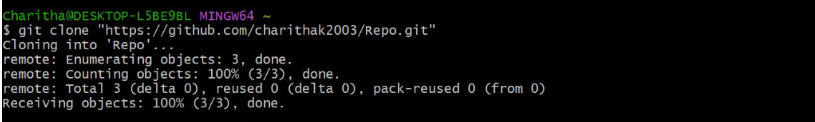 Charitha@DESKTOP-L5BE9BL MINGW64 ~
$ git clone "https://github.com/charithak2003/Repo.git"
Cloning into 'Repo'...
remote: Enumerating objects: 3, done.
remote: Counting objects: 100% (3/3), done.
remote: Total 3 (delta 0), reused 0 (delta 0), pack-reused 0 (from 0)
Receiving objects: 100% (3/3), done.